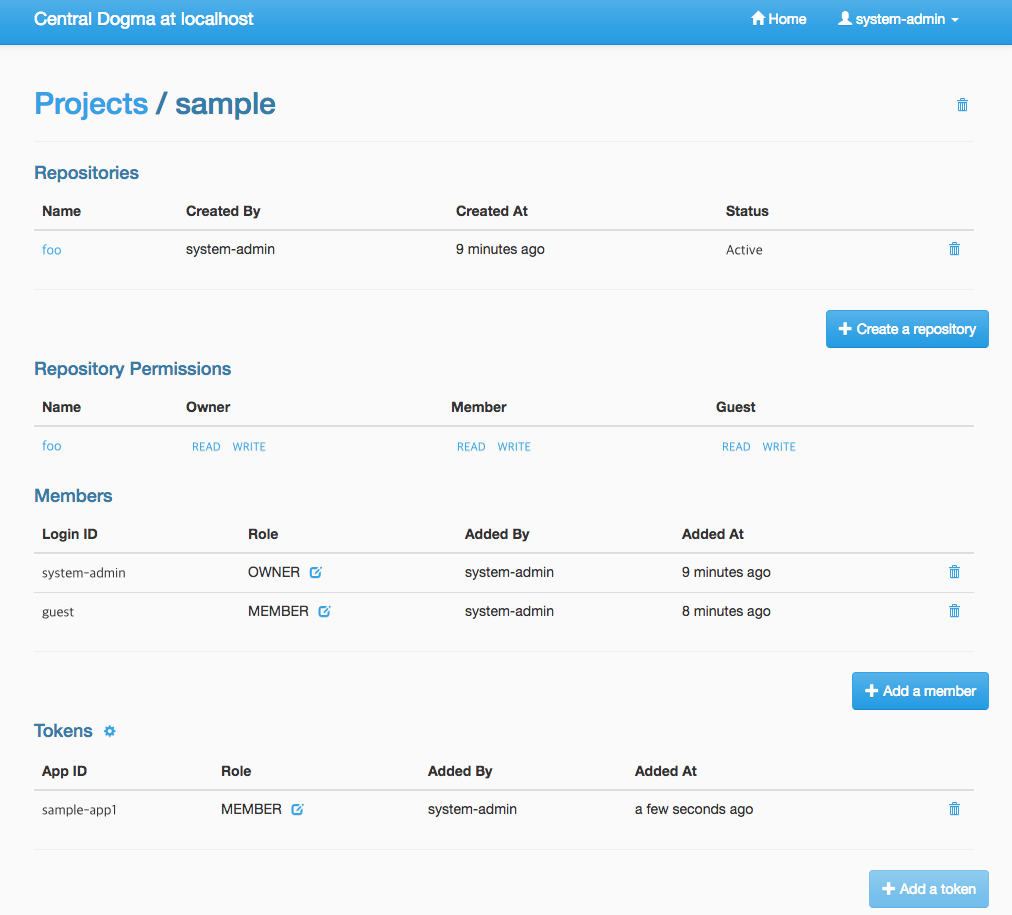 Central Dogma at localhost Home system-admin
Projects / sample
Repositories
Name Created By Created At Status
foo system-admin 9 minutes ago Active
Create a repository
Repository Permissions
Name Owner Member Guest
foo READ WRITE READ WRITE READ WRITE
Members
Login ID Role Added By Added At
system-admin OWNER system-admin 9 minutes ago
guest MEMBER system-admin 8 minutes ago
Add a member
Tokens
App ID Role Added By Added At
sample-app1 MEMBER system-admin a few seconds ago
Add a token